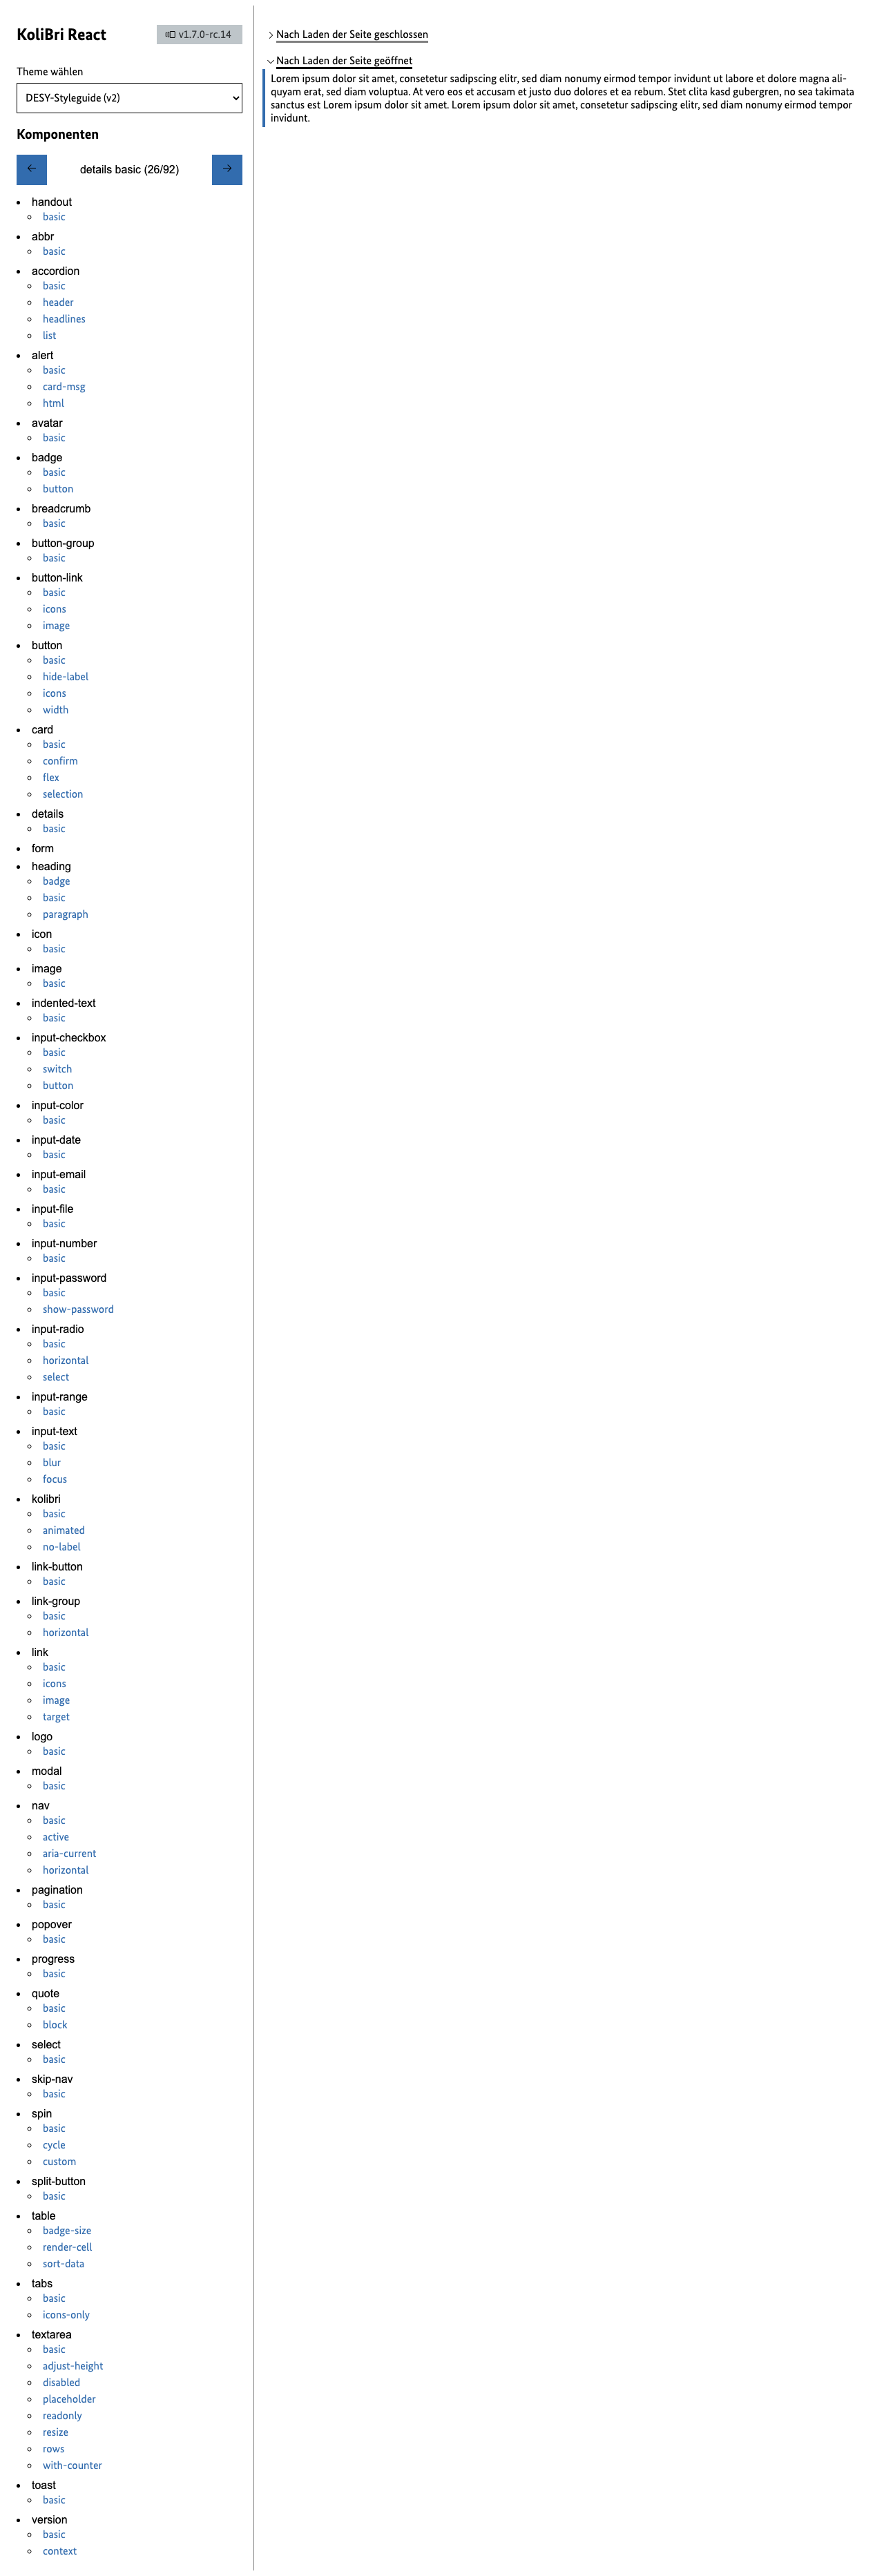 KoliBri React
v1.7.0-rc.14
Theme wählen
DESY-Styleguide (v2)
Komponenten
← details basic (26/92) →
handout
basic
abbr
basic
accordion
basic
header
headlines
list
alert
basic
card-msg
html
avatar
basic
badge
basic
button
breadcrumb
basic
button-group
basic
button-link
basic
icons
image
button
basic
hide-label
icons
width
card
basic
confirm
flex
selection
details
basic
form
heading
badge
basic
paragraph
icon
basic
image
basic
indented-text
basic
input-checkbox
basic
switch
button
input-color
basic
input-date
basic
input-email
basic
input-file
basic
input-number
basic
input-password
basic
show-password
input-radio
basic
horizontal
select
input-range
basic
input-text
basic
blur
focus
kolibri
basic
animated
no-label
link-button
basic
link-group
basic
horizontal
link
basic
icons
image
target
logo
basic
modal
basic
nav
basic
active
aria-current
horizontal
pagination
basic
popover
basic
progress
basic
quote
basic
block
select
basic
skip-nav
basic
spin
basic
cycle
custom
split-button
basic
table
badge-size
render-cell
sort-data
tabs
basic
icons-only
textarea
basic
adjust-height
disabled
placeholder
readonly
resize
rows
with-counter
toast
basic
version
basic
context
Nach Laden der Seite geschlossen
Nach Laden der Seite geöffnet
Lorem ipsum dolor sit amet, consetetur sadipscing elitr, sed diam nonumy eirmod tempor invidunt ut labore et dolore magna ali-
quyam erat, sed diam voluptua. At vero eos et accusam et justo duo dolores et ea rebum. Stet clita kasd gubergren, no sea takimata
sanctus est Lorem ipsum dolor sit amet. Lorem ipsum dolor sit amet, consetetur sadipscing elitr, sed diam nonumy eirmod tempor
invidunt.